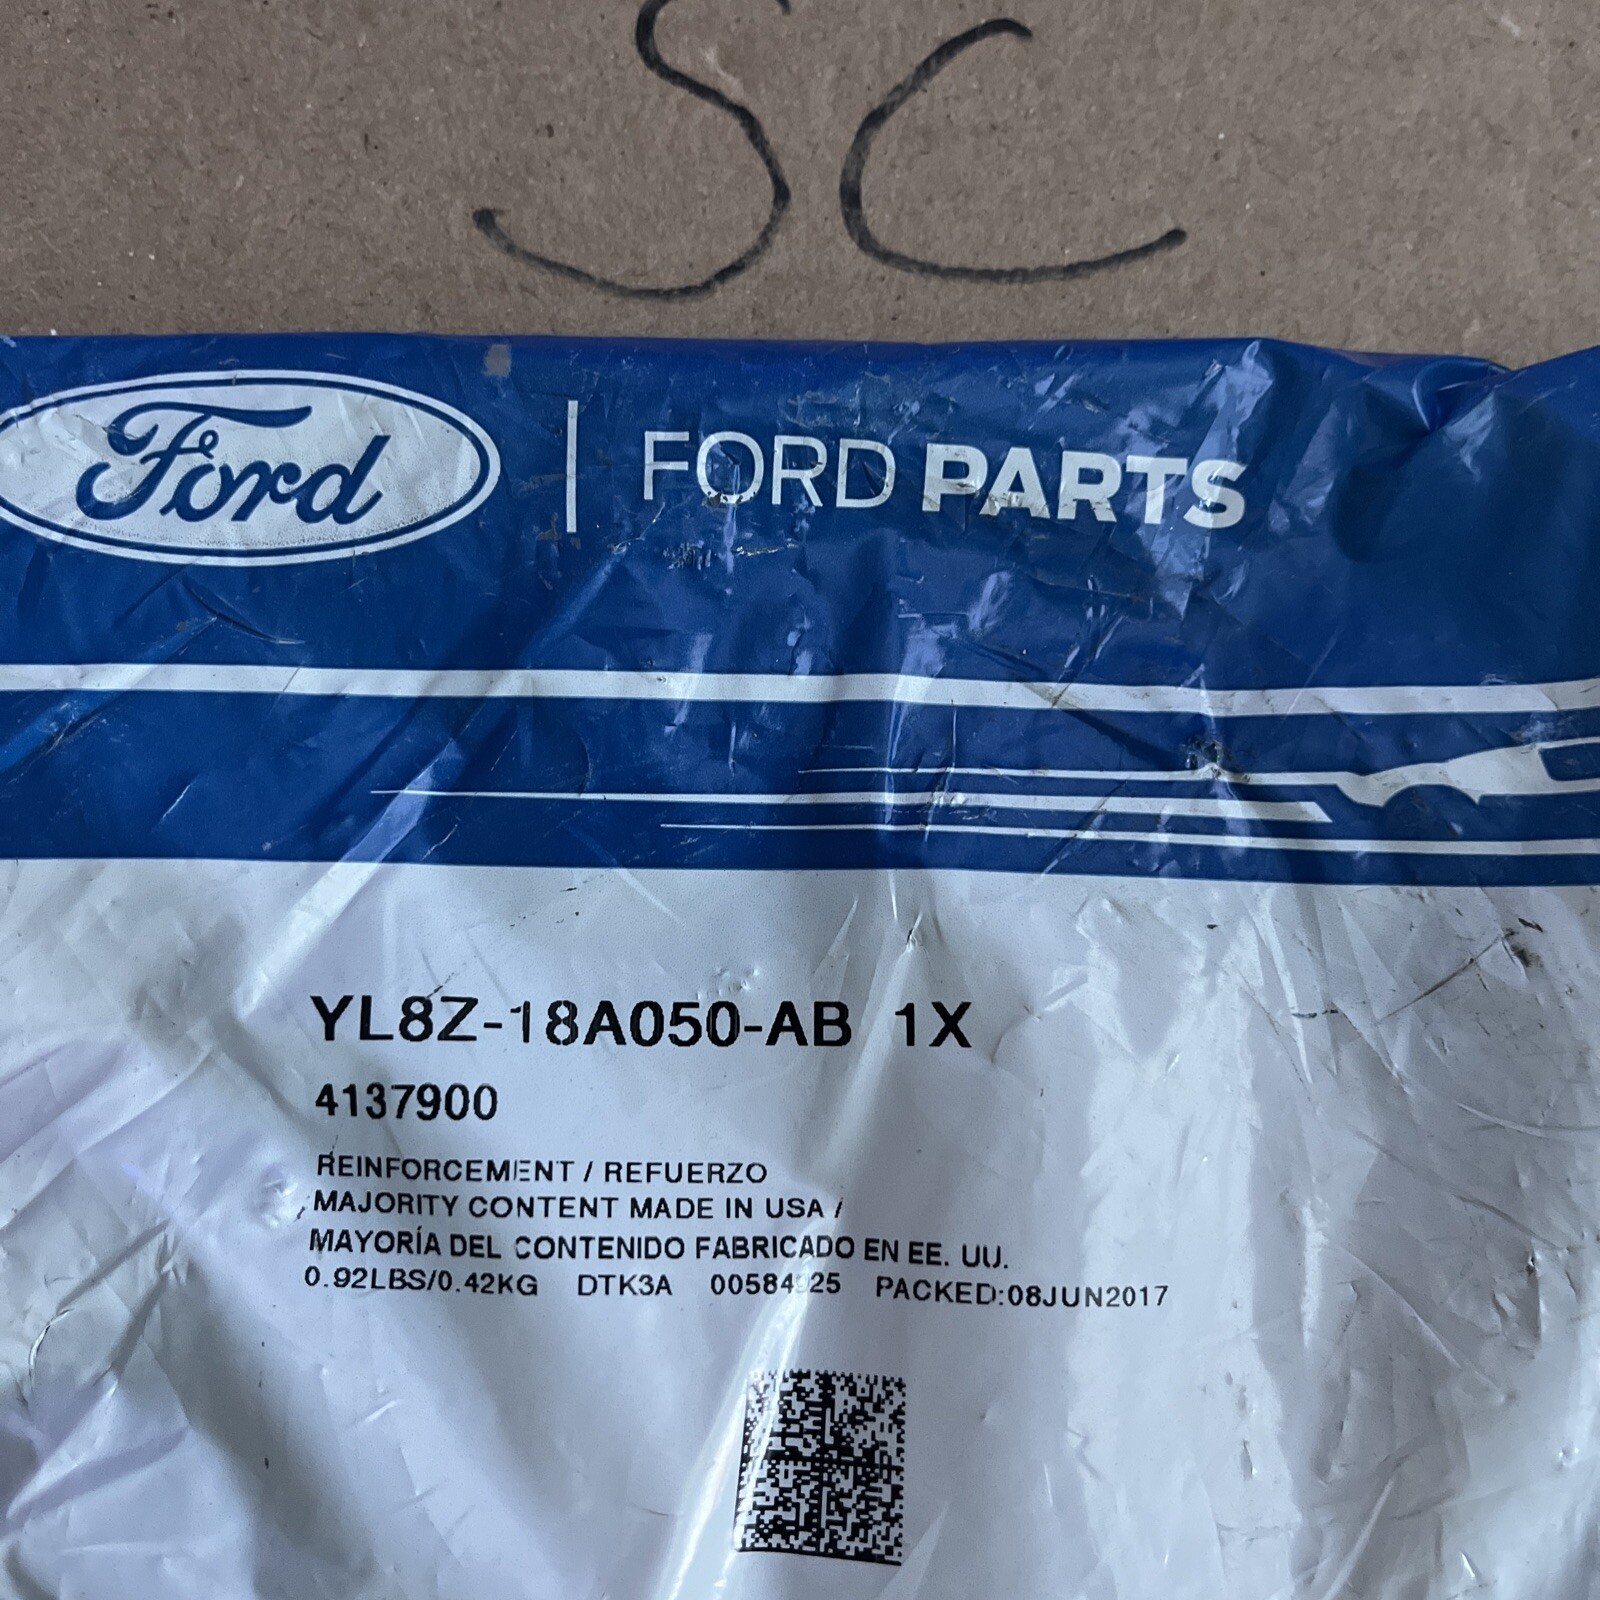 SC
Ford | FORD PARTS
YL8Z-18A050-AB 1X
4137900
REINFORCEMENT / REFUERZO
MAJORITY CONTENT MADE IN USA /
MAYORÍA DEL CONTENIDO FABRICADO EN EE. UU.
0.92LBS/0.42KG DTK3A PACKED:08JUN2017